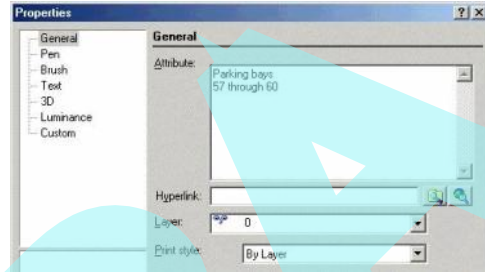 Properties
General
Pen
Brush
Text
3D
Luminance
Custom
General
Attribute:
Parking bays
57 through 60
Hyperlink:
Layer: 0
Print style: By Layer